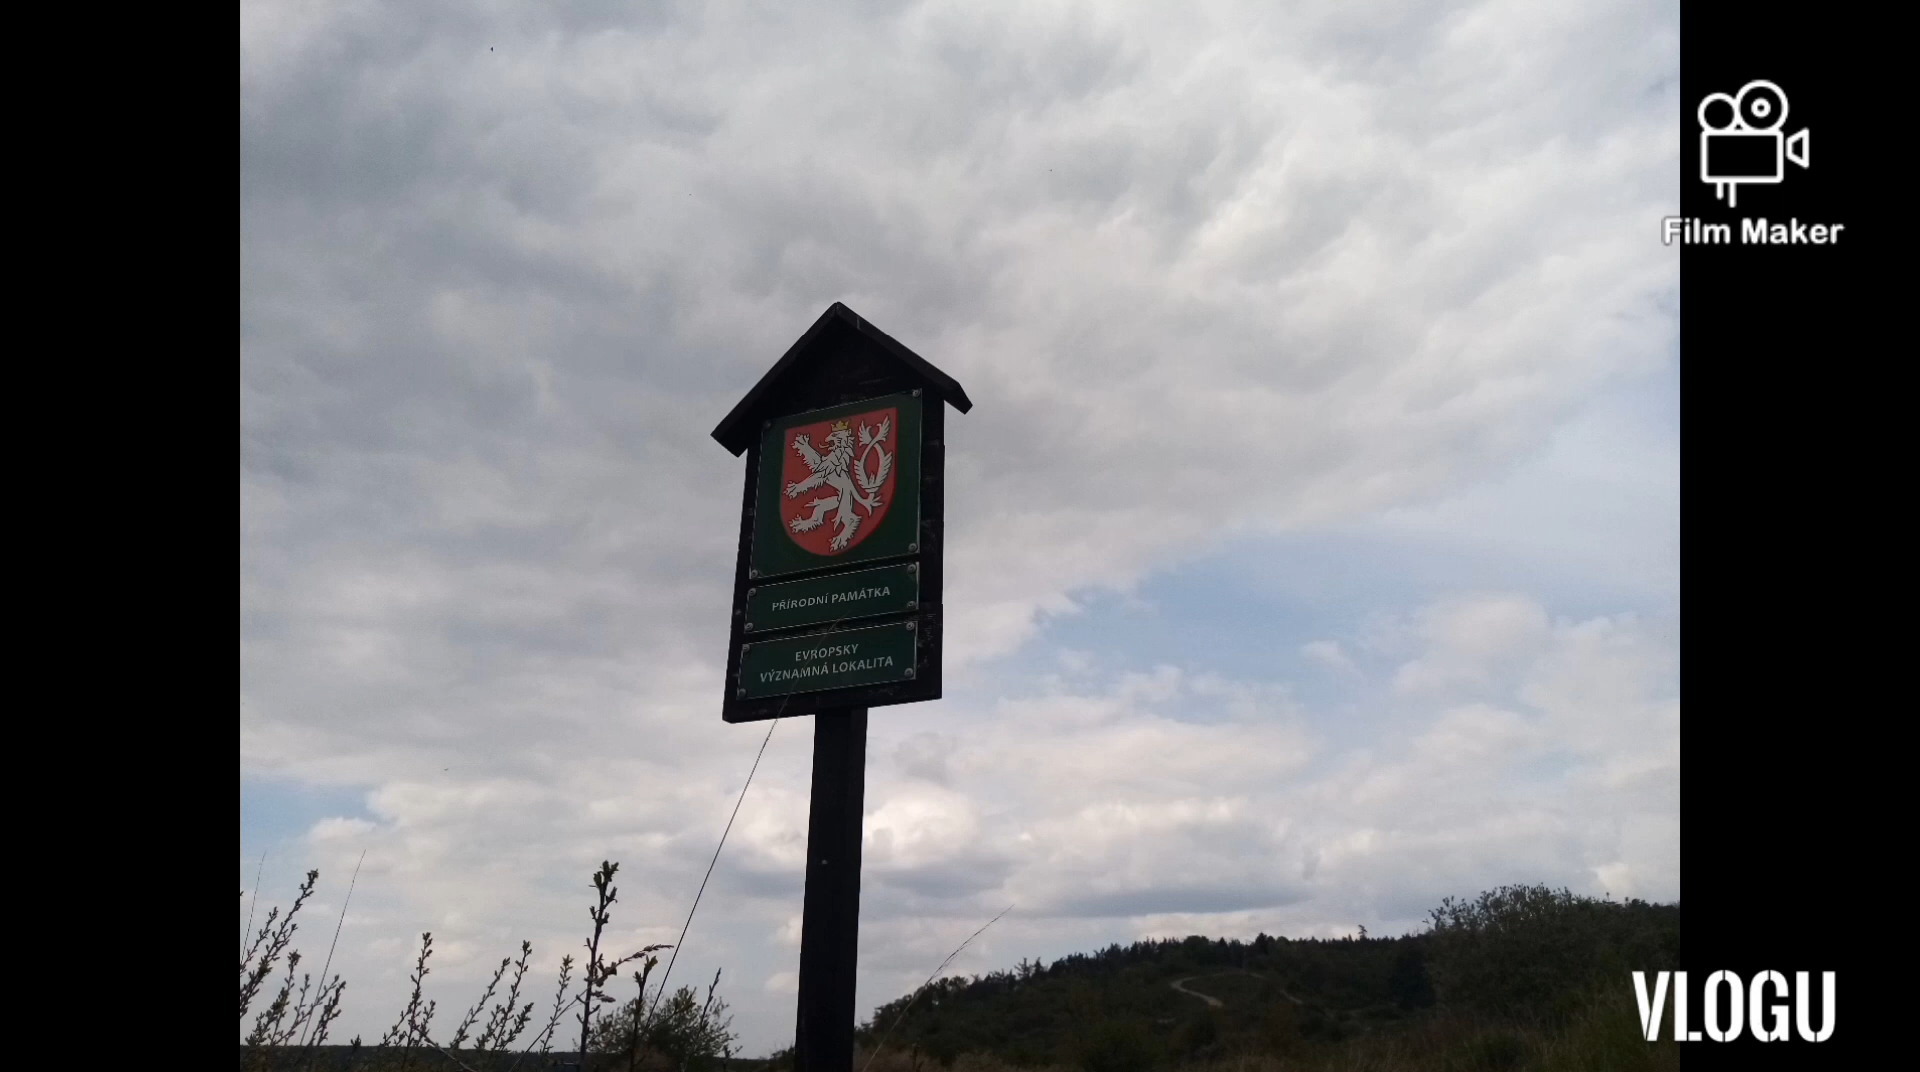 Film Maker
PŘÍRODNÍ PAMÁTKA
EVROPSKY
VÝZNAMNÁ LOKALITA
VLOGU